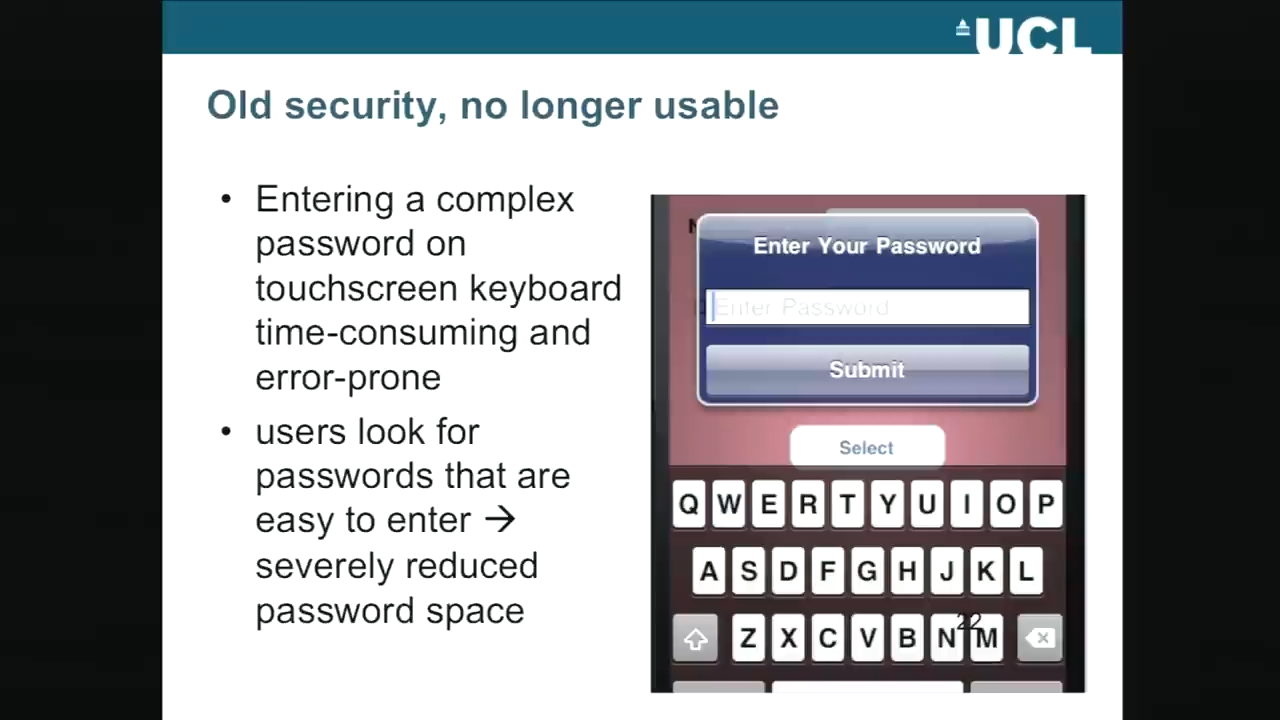 UCL
Old security, no longer usable
• Entering a complex
password on
touchscreen keyboard
time-consuming and
error-prone
• users look for
passwords that are
easy to enter →
severely reduced
password space
Enter Your Password
Enter Password
Submit
Select
Q W E R T Y U I O P
A S D F G H J K L
Z X C V B N M
22